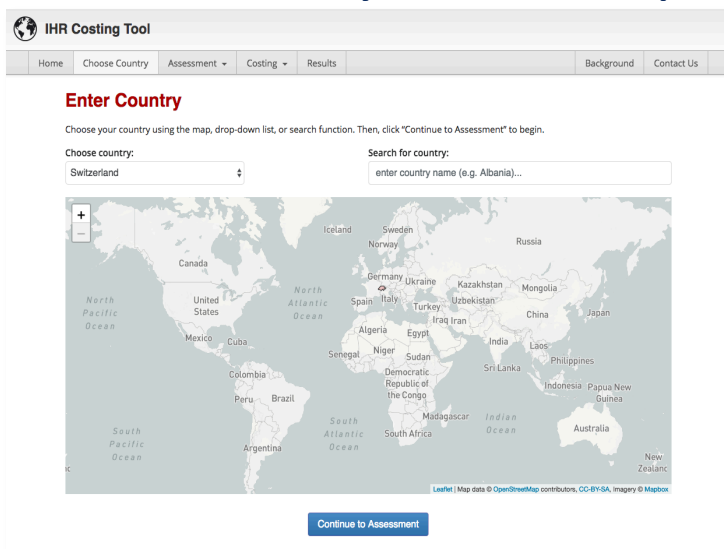 IHR Costing Tool
Home Choose Country Assessment Costing Results Background Contact Us
Enter Country
Choose your country using the map, drop-down list, or search function. Then, click "Continue to Assessment" to begin.
Choose country: Search for country:
Switzerland enter country name (e.g. Albania)...
+
−
Iceland Sweden
Norway Russia
Canada
Germany Ukraine
North Atlantic Ocean
Kazakhstan Mongolia
North Pacific Ocean
United States
Spain Italy Turkey Uzbekistan
China Japan
Iraq Iran
Mexico Cuba
Algeria Egypt
India Laos
Senegal Niger Sudan
Philippines
Sri Lanka
Colombia
Democratic Republic of the Congo
Indonesia Papua New Guinea
Peru Brazil
Madagascar
Indian Ocean
South Pacific Ocean
South Atlantic Ocean
South Africa
Australia
Argentina
New Zealanc
Leaflet | Map data © OpenStreetMap contributors, CC-BY-SA, Imagery © Mapbox
Continue to Assessment